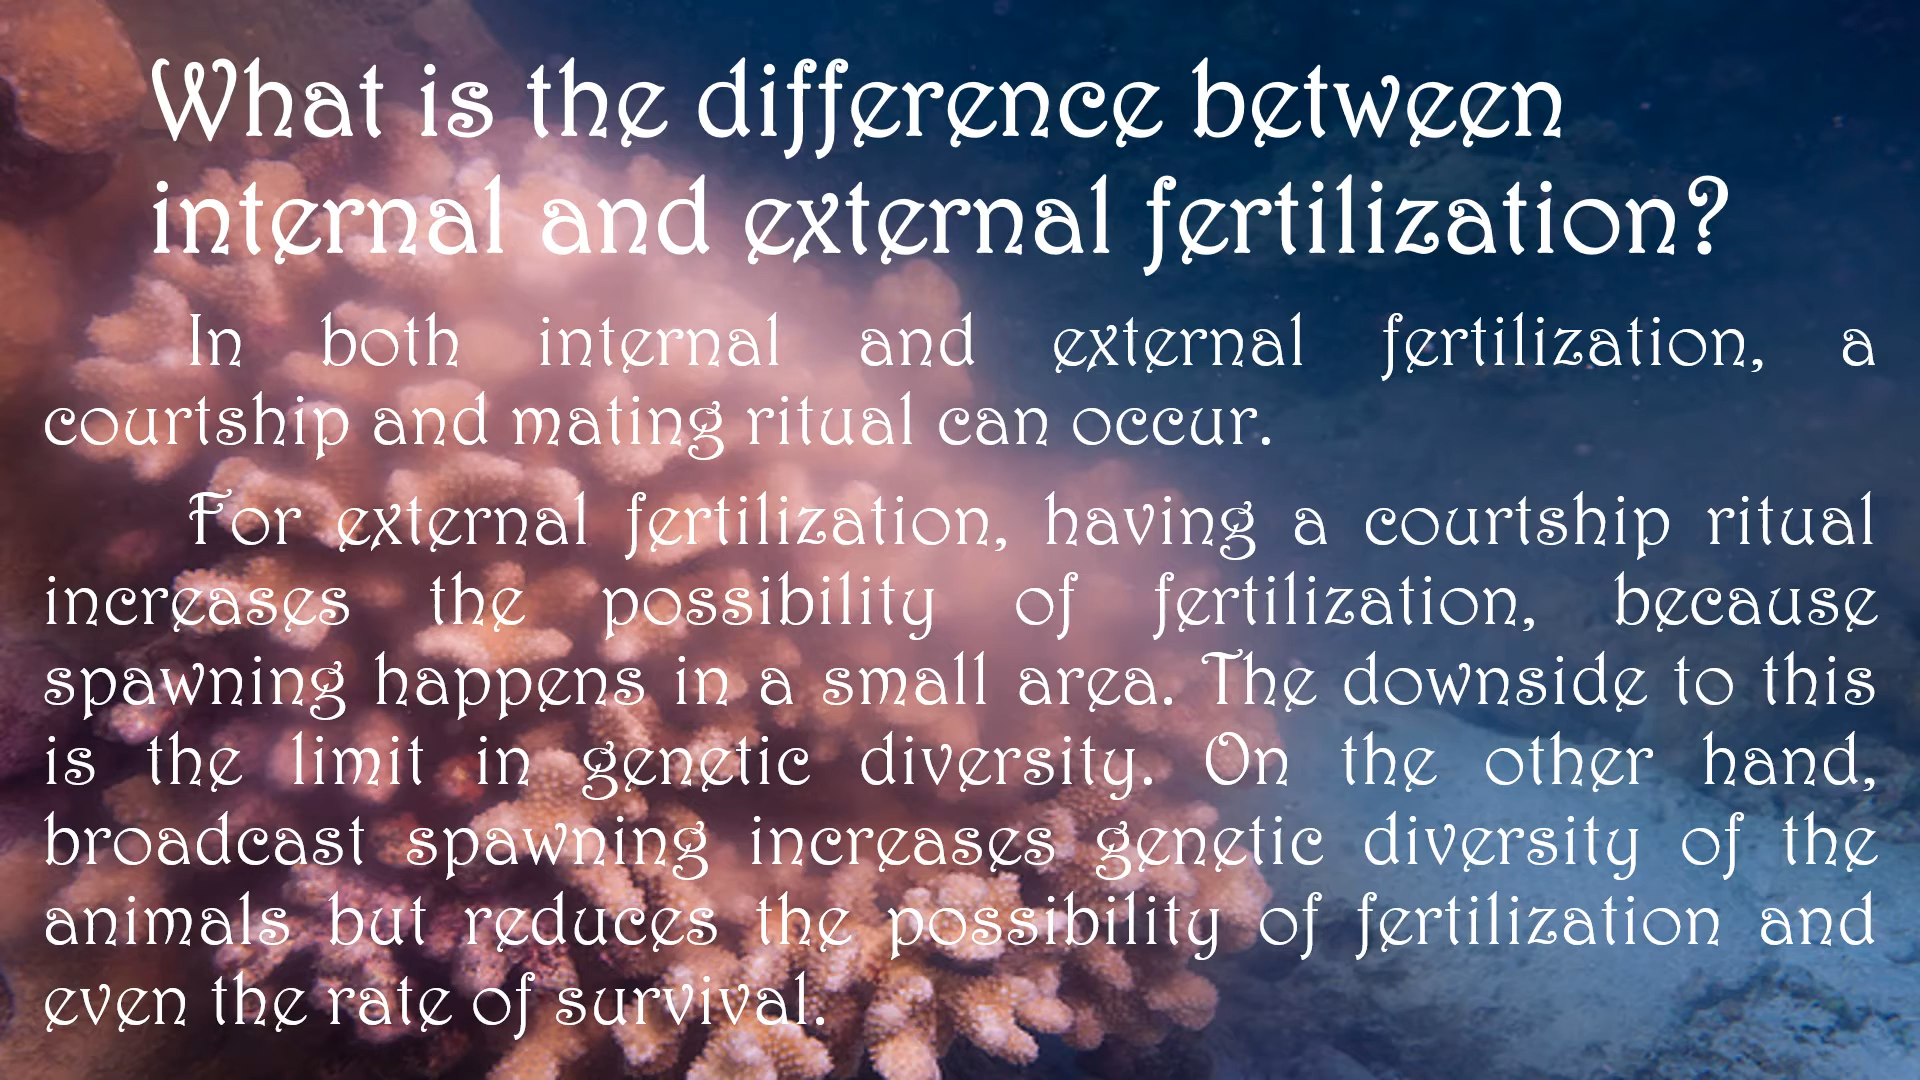 What is the difference between
internal and external fertilization?
In both internal and external fertilization, a
courtship and mating ritual can occur.
For external fertilization, having a courtship ritual
increases the possibility of fertilization, because
spawning happens in a small area. The downside to this
is the limit in genetic diversity. On the other hand,
broadcast spawning increases genetic diversity of the
animals but reduces the possibility of fertilization and
even the rate of survival.